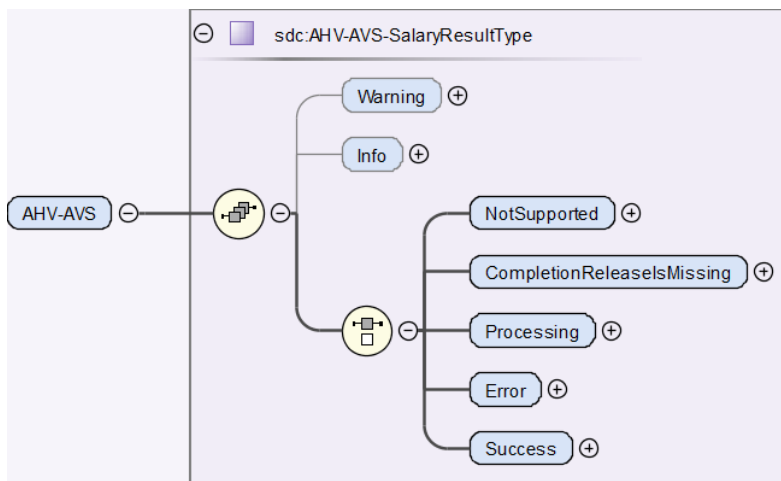 sdc:AHV-AVS-SalaryResultType
Warning
Info
AHV-AVS
NotSupported
CompletionReleaseIsMissing
Processing
Error
Success